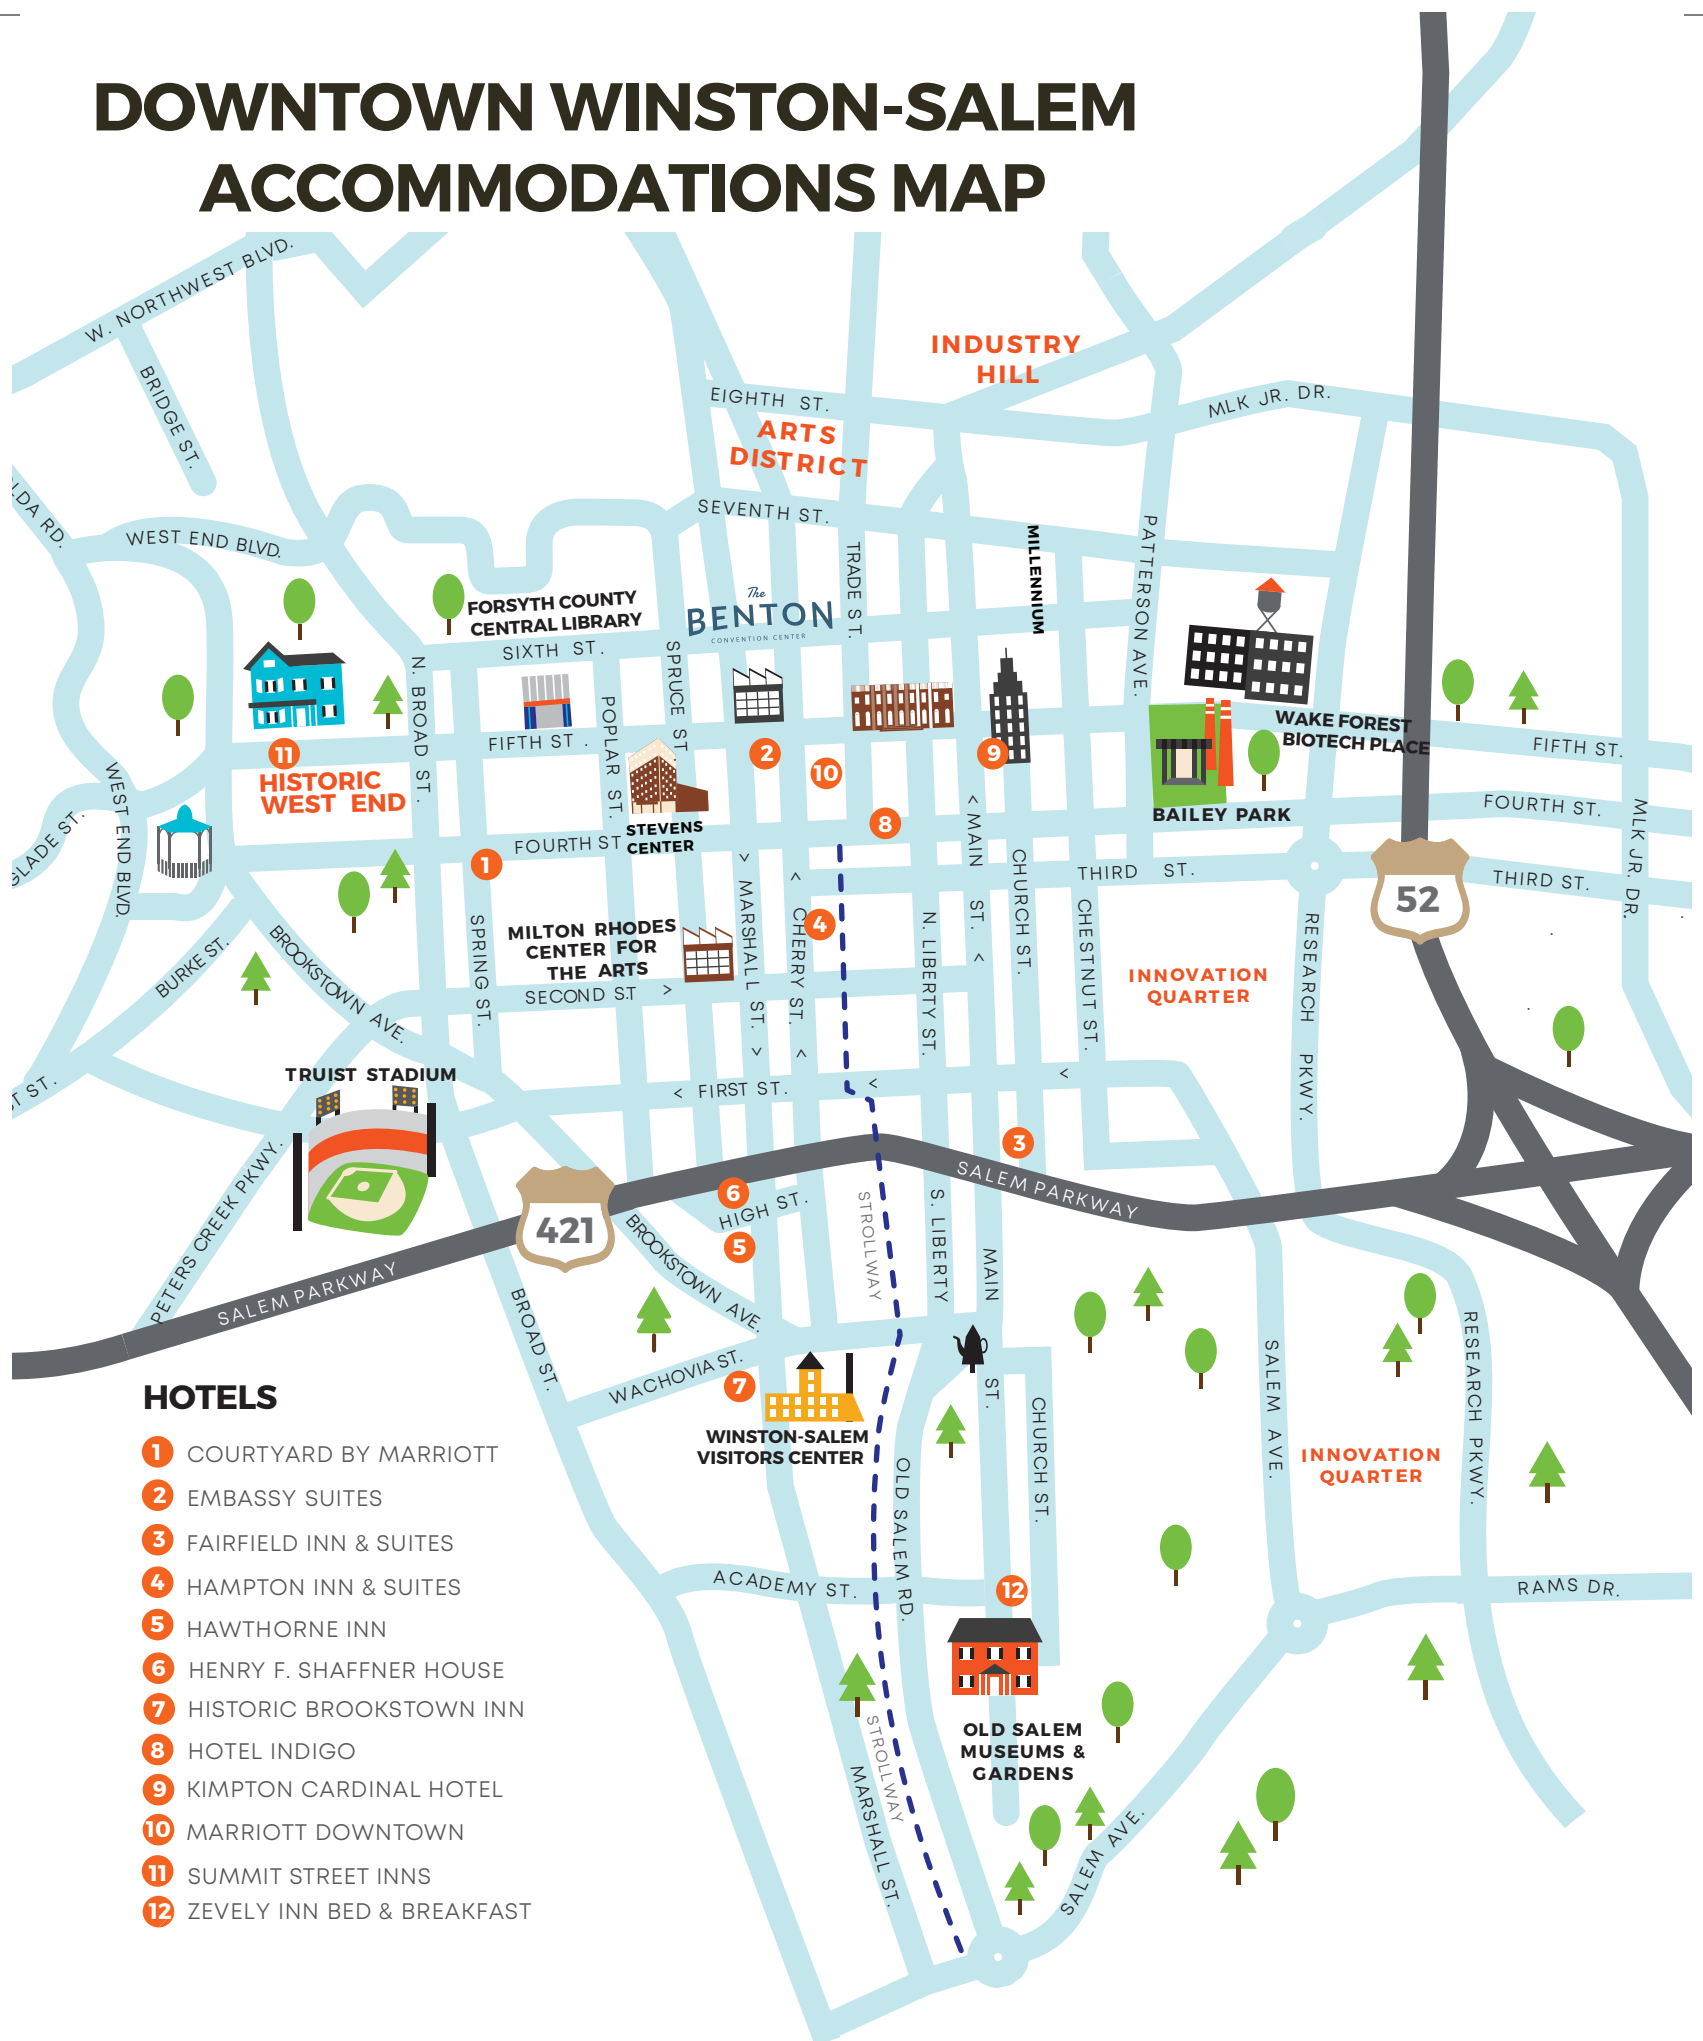 DOWNTOWN WINSTON-SALEM
ACCOMMODATIONS MAP
W. NORTHWEST BLVD.
BRIDGE ST.
INDUSTRY
HILL
EIGHTH ST.
MLK JR. DR.
ARTS
DISTRICT
SEVENTH ST.
WEST END BLVD.
LDA RD.
TRADE ST.
MILLENNIUM
PATTERSON AVE.
FORSYTH COUNTY
CENTRAL LIBRARY
The
BENTON
CONVENTION CENTER
SIXTH ST.
N. BROAD ST.
POPLAR ST.
SPRUCE ST.
FIFTH ST .
2
9
10
11
HISTORIC
WEST END
WAKE FOREST
BIOTECH PLACE
FIFTH ST.
WEST END BLVD.
GLADE ST.
FOURTH ST
STEVENS
CENTER
8
1
BAILEY PARK
FOURTH ST.
MLK JR. DR.
< MAIN ST. <
CHURCH ST.
THIRD ST.
52
THIRD ST.
> MARSHALL ST. >
< CHERRY ST. <
4
N. LIBERTY ST.
CHESTNUT ST.
RESEARCH PKWY.
SPRING ST.
MILTON RHODES
CENTER FOR
THE ARTS
SECOND S.T >
BURKE ST.
BROOKSTOWN AVE.
INNOVATION
QUARTER
T ST.
TRUIST STADIUM
< FIRST ST. < <
3
SALEM PARKWAY
PETERS CREEK PKWY.
421
6
HIGH ST.
5
BROOKSTOWN AVE.
STROLLWAY
S. LIBERTY
MAIN ST.
SALEM PARKWAY
BROAD ST.
WACHOVIA ST.
7
WINSTON-SALEM
VISITORS CENTER
OLD SALEM RD.
CHURCH ST.
SALEM AVE.
INNOVATION
QUARTER
RESEARCH PKWY.
ACADEMY ST.
12
RAMS DR.
OLD SALEM
MUSEUMS &
GARDENS
STROLLWAY
MARSHALL ST.
SALEM AVE.
HOTELS
1 COURTYARD BY MARRIOTT
2 EMBASSY SUITES
3 FAIRFIELD INN & SUITES
4 HAMPTON INN & SUITES
5 HAWTHORNE INN
6 HENRY F. SHAFFNER HOUSE
7 HISTORIC BROOKSTOWN INN
8 HOTEL INDIGO
9 KIMPTON CARDINAL HOTEL
10 MARRIOTT DOWNTOWN
11 SUMMIT STREET INNS
12 ZEVELY INN BED & BREAKFAST